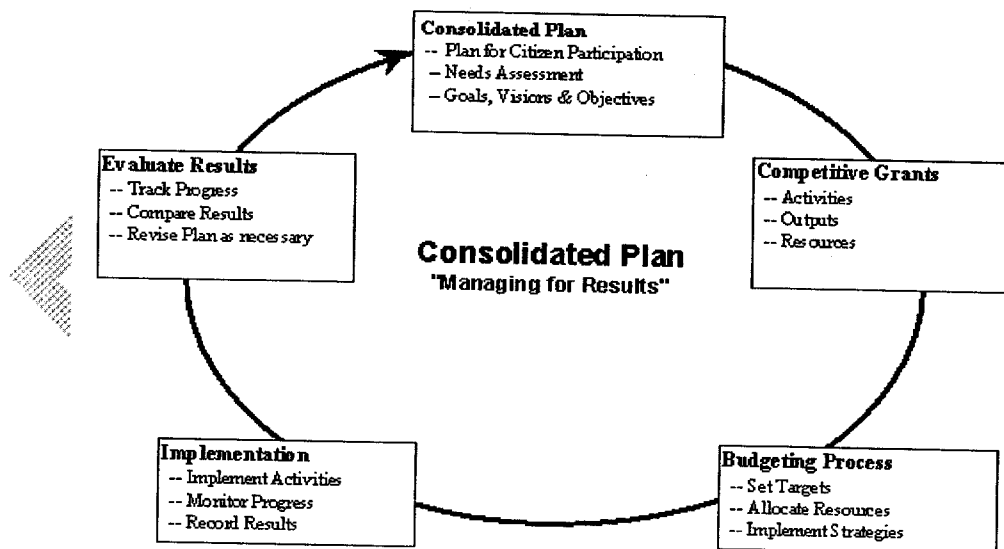 Consolidated Plan
-- Plan for Citizen Participation
-- Needs Assessment
-- Goals, Visions & Objectives
Competitive Grants
-- Activities
-- Outputs
-- Resources
Budgeting Process
-- Set Targets
-- Allocate Resources
-- Implement Strategies
Implementation
-- Implement Activities
-- Monitor Progress
-- Record Results
Evaluate Results
-- Track Progress
-- Compare Results
-- Revise Plan as necessary
Consolidated Plan
"Managing for Results"